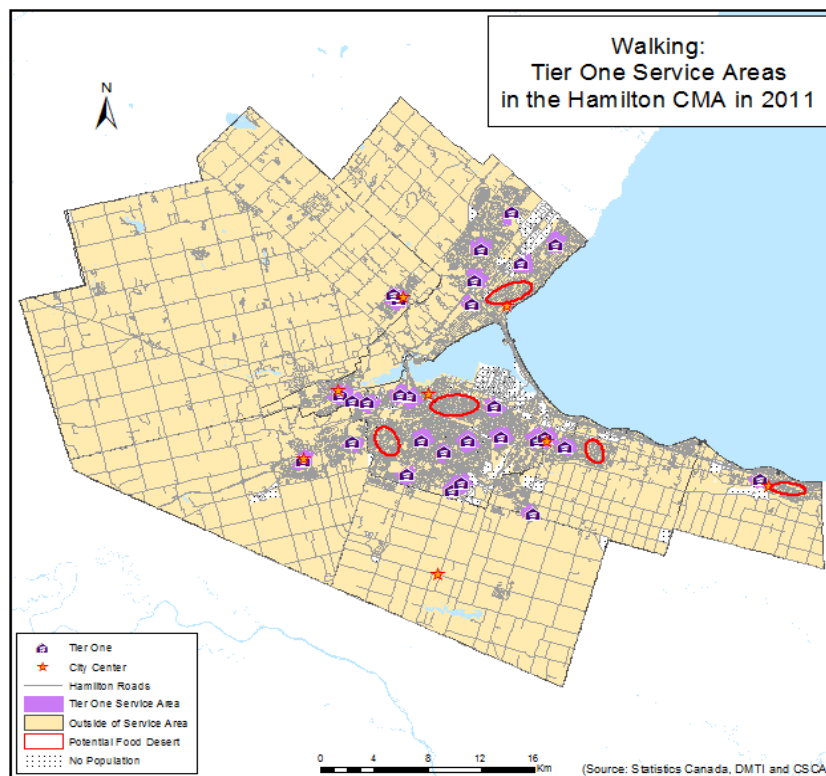 Walking:
Tier One Service Areas
in the Hamilton CMA in 2011
N
Tier One
City Center
Hamilton Roads
Tier One Service Area
Outside of Service Area
Potential Food Desert
No Population
0 2 4 8 12 16
Km
(Source: Statistics Canada, DMTI and CSCA